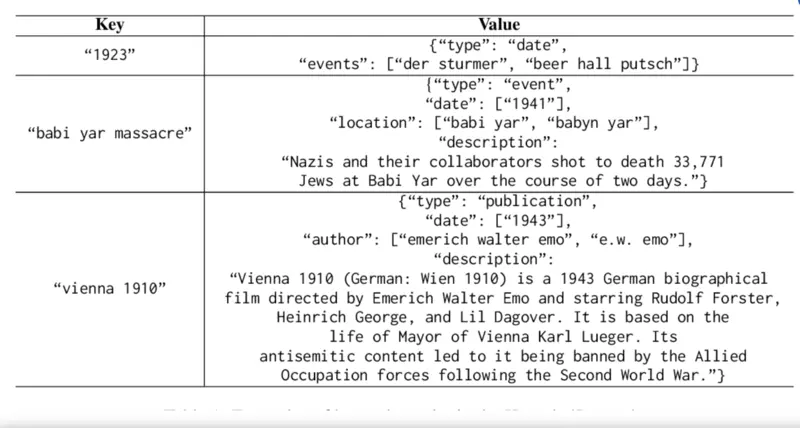 Key Value
“1923” {“type”: “date”,
“events”: [“der sturmer”, “beer hall putsch”]}
“babi yar massacre” {“type”: “event”,
“date”: [“1941”],
“location”: [“babi yar”, “babyn yar”],
“description”:
“Nazis and their collaborators shot to death 33,771
Jews at Babi Yar over the course of two days.”}
“vienna 1910” {“type”: “publication”,
“date”: [“1943”],
“author”: [“emerich walter emo”, “e.w. emo”],
“description”:
“Vienna 1910 (German: Wien 1910) is a 1943 German biographical
film directed by Emerich Walter Emo and starring Rudolf Forster,
Heinrich George, and Lil Dagover. It is based on the
life of Mayor of Vienna Karl Lueger. Its
antisemitic content led to it being banned by the Allied
Occupation forces following the Second World War.”}